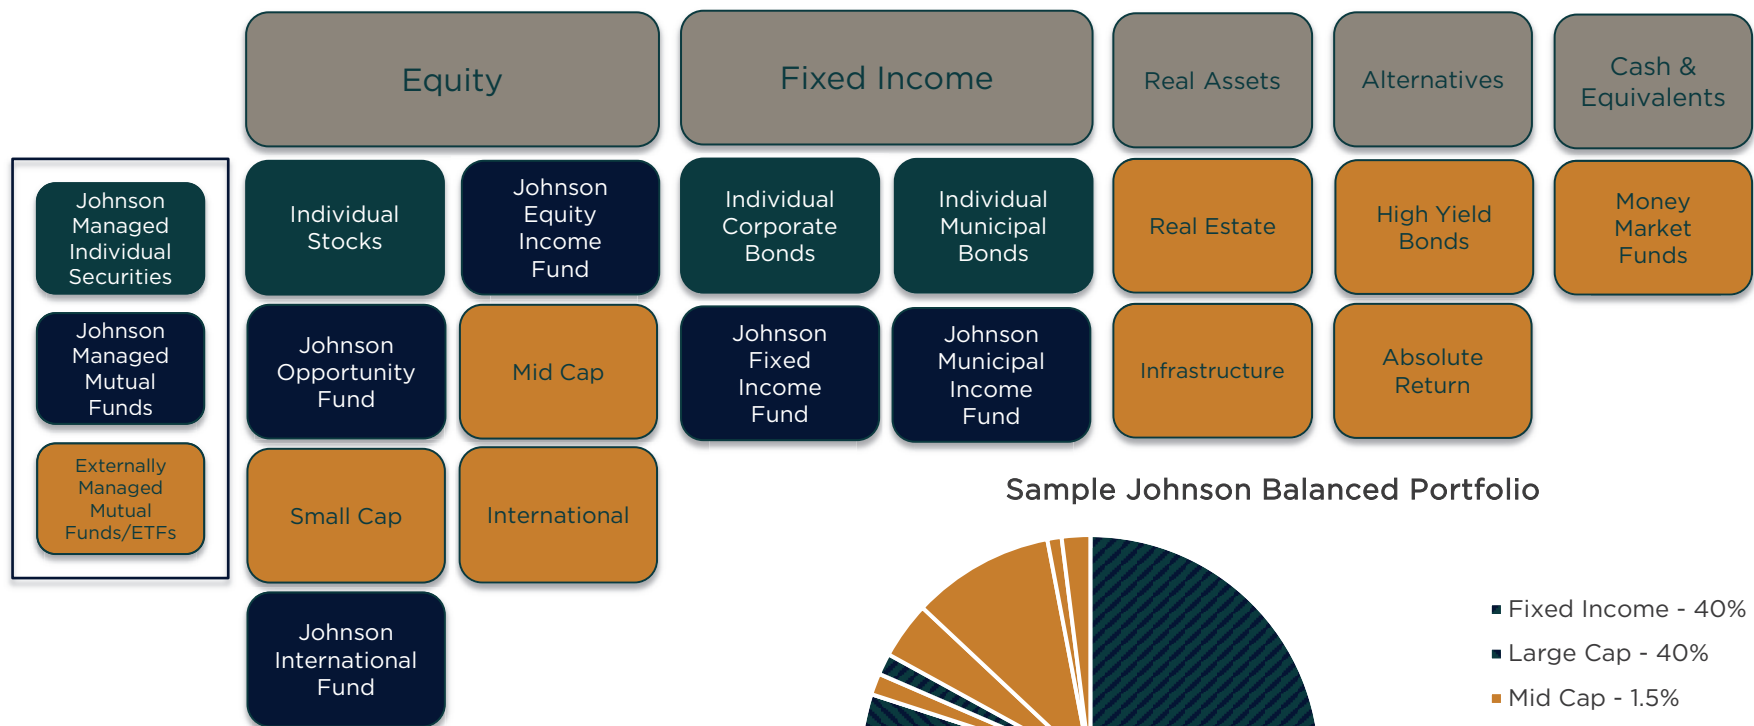 Equity
Fixed Income
Real Assets
Alternatives
Cash &
Equivalents
Johnson
Managed
Individual
Securities
Johnson
Managed
Mutual
Funds
Externally
Managed
Mutual
Funds/ETFs
Individual
Stocks
Johnson
Equity
Income
Fund
Johnson
Opportunity
Fund
Mid Cap
Small Cap
International
Johnson
International
Fund
Individual
Corporate
Bonds
Individual
Municipal
Bonds
Johnson
Fixed
Income
Fund
Johnson
Municipal
Income
Fund
Real Estate
Infrastructure
High Yield
Bonds
Absolute
Return
Money
Market
Funds
Sample Johnson Balanced Portfolio
Fixed Income - 40%
Large Cap - 40%
Mid Cap - 1.5%